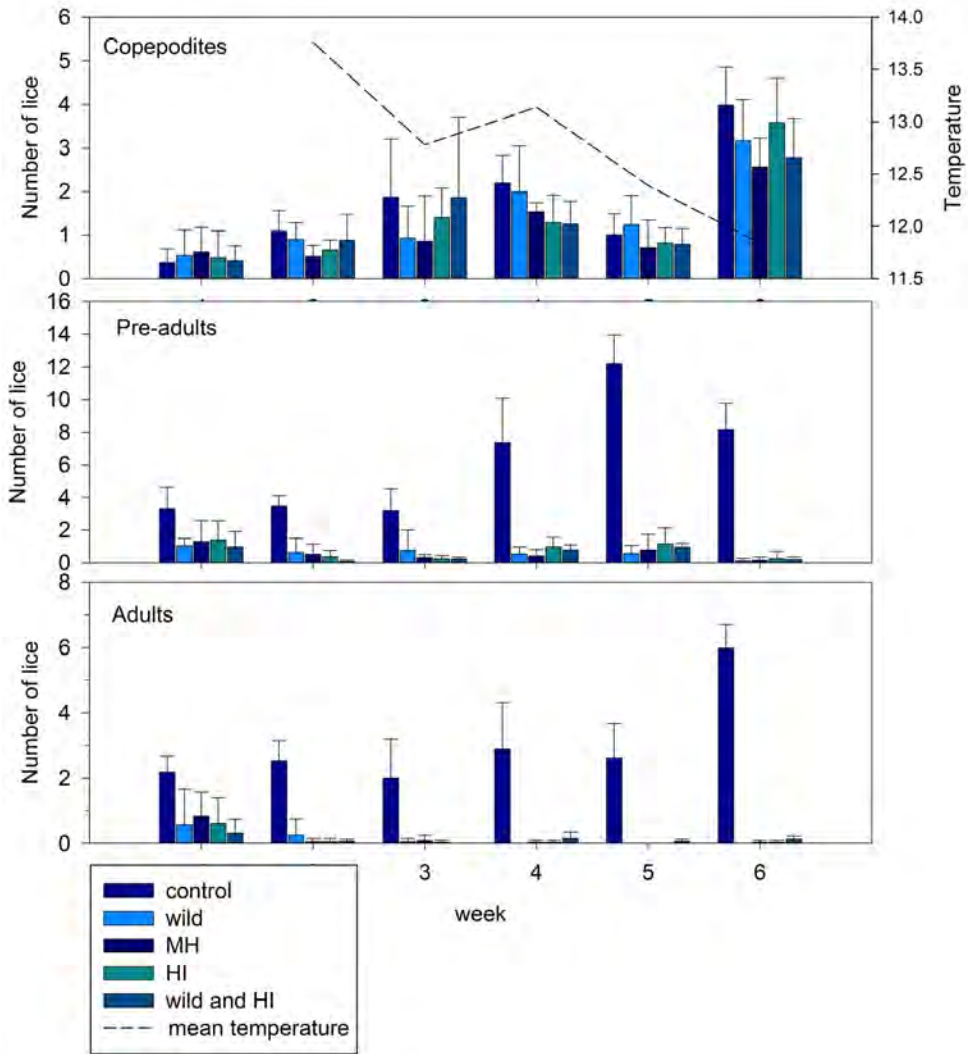 Copepodites
Number of lice
6
5
4
3
2
1
0
14.0
13.5
13.0
12.5
12.0
11.5
Temperature
Pre-adults
Number of lice
16
14
12
10
8
6
4
2
0
Adults
Number of lice
8
6
4
2
0
3 4 5 6
week
control
wild
MH
HI
wild and HI
mean temperature